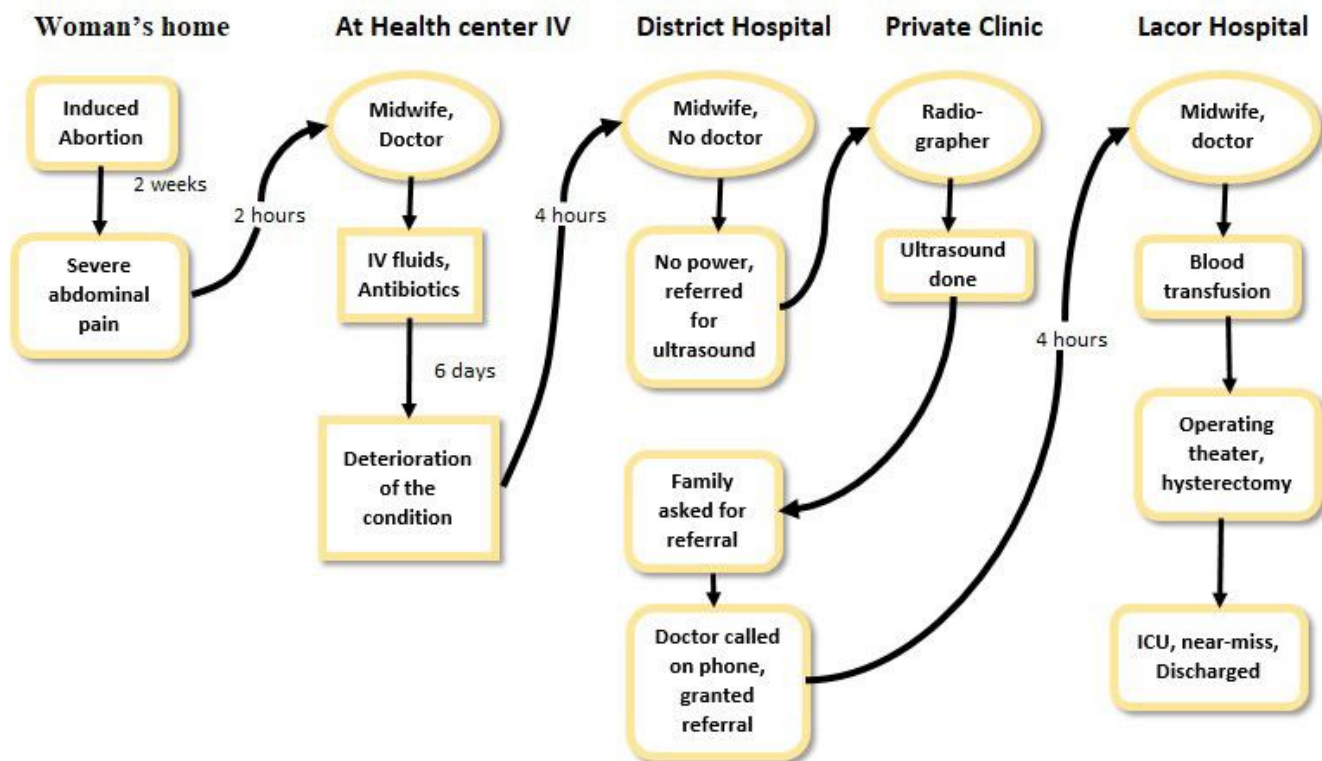 Woman's home
At Health center IV
District Hospital
Private Clinic
Lacor Hospital
Induced
Abortion
2 weeks
Severe
abdominal
pain
2 hours
Midwife,
Doctor
IV fluids,
Antibiotics
6 days
Deterioration
of the
condition
4 hours
Midwife,
No doctor
No power,
referred
for
ultrasound
Radio-
grapher
Ultrasound
done
Family
asked for
referral
Doctor called
on phone,
granted
referral
4 hours
Midwife,
doctor
Blood
transfusion
Operating
theater,
hysterectomy
ICU, near-miss,
Discharged